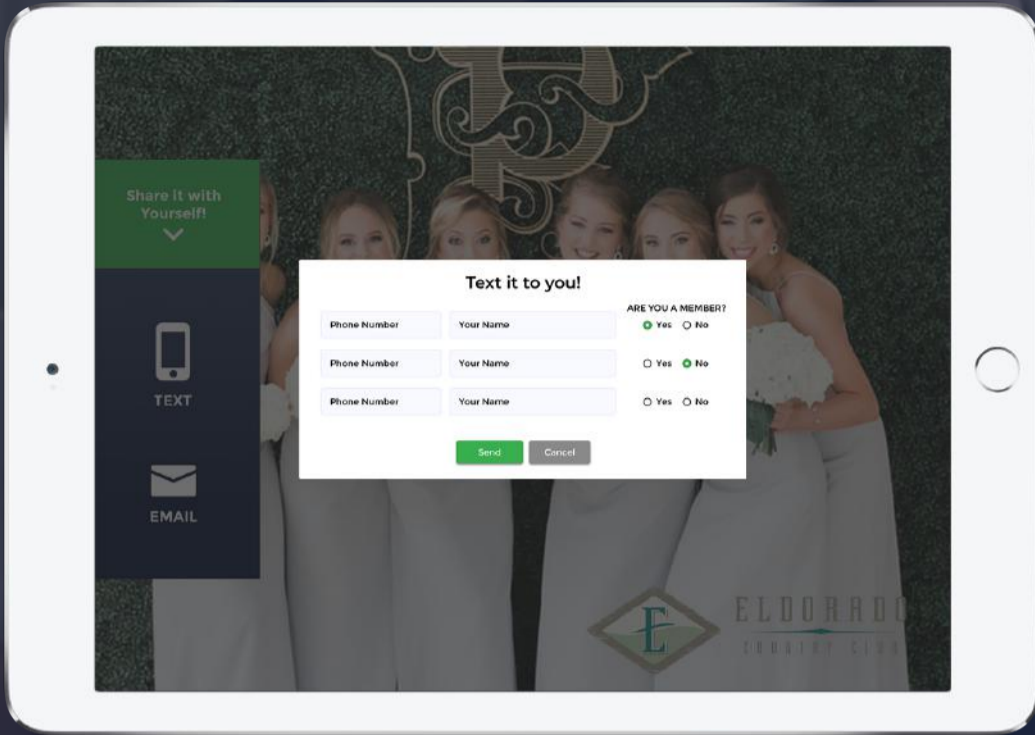 P
Share it with
Yourself!
TEXT
EMAIL
Text it to you!
ARE YOU A MEMBER?
Phone Number Your Name Yes No
Phone Number Your Name Yes No
Phone Number Your Name Yes No
Send Cancel
E
ELDORADO
COUNTRY CLUB